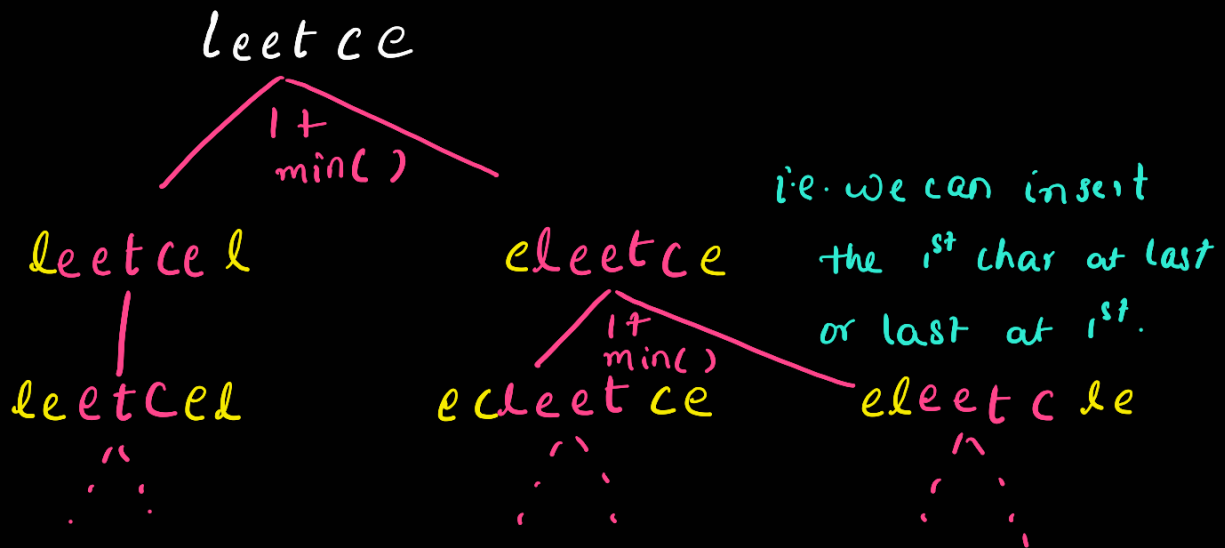 leetce
1+
min( )
i.e. we can insert
leetcel
eleetce
the 1st char at last
1+
or last at 1st.
min( )
leetcel
ecleetce
eleetcle